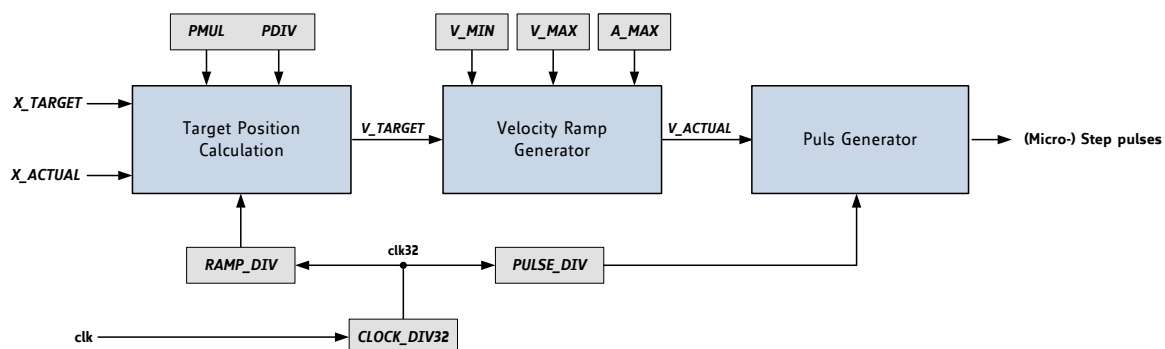 PMUL PDIV
V_MIN
V_MAX
A_MAX
X_TARGET
X_ACTUAL
Target Position
Calculation
V_TARGET
Velocity Ramp
Generator
V_ACTUAL
Puls Generator
(Micro-) Step pulses
RAMP_DIV
clk32
PULSE_DIV
clk
CLOCK_DIV32